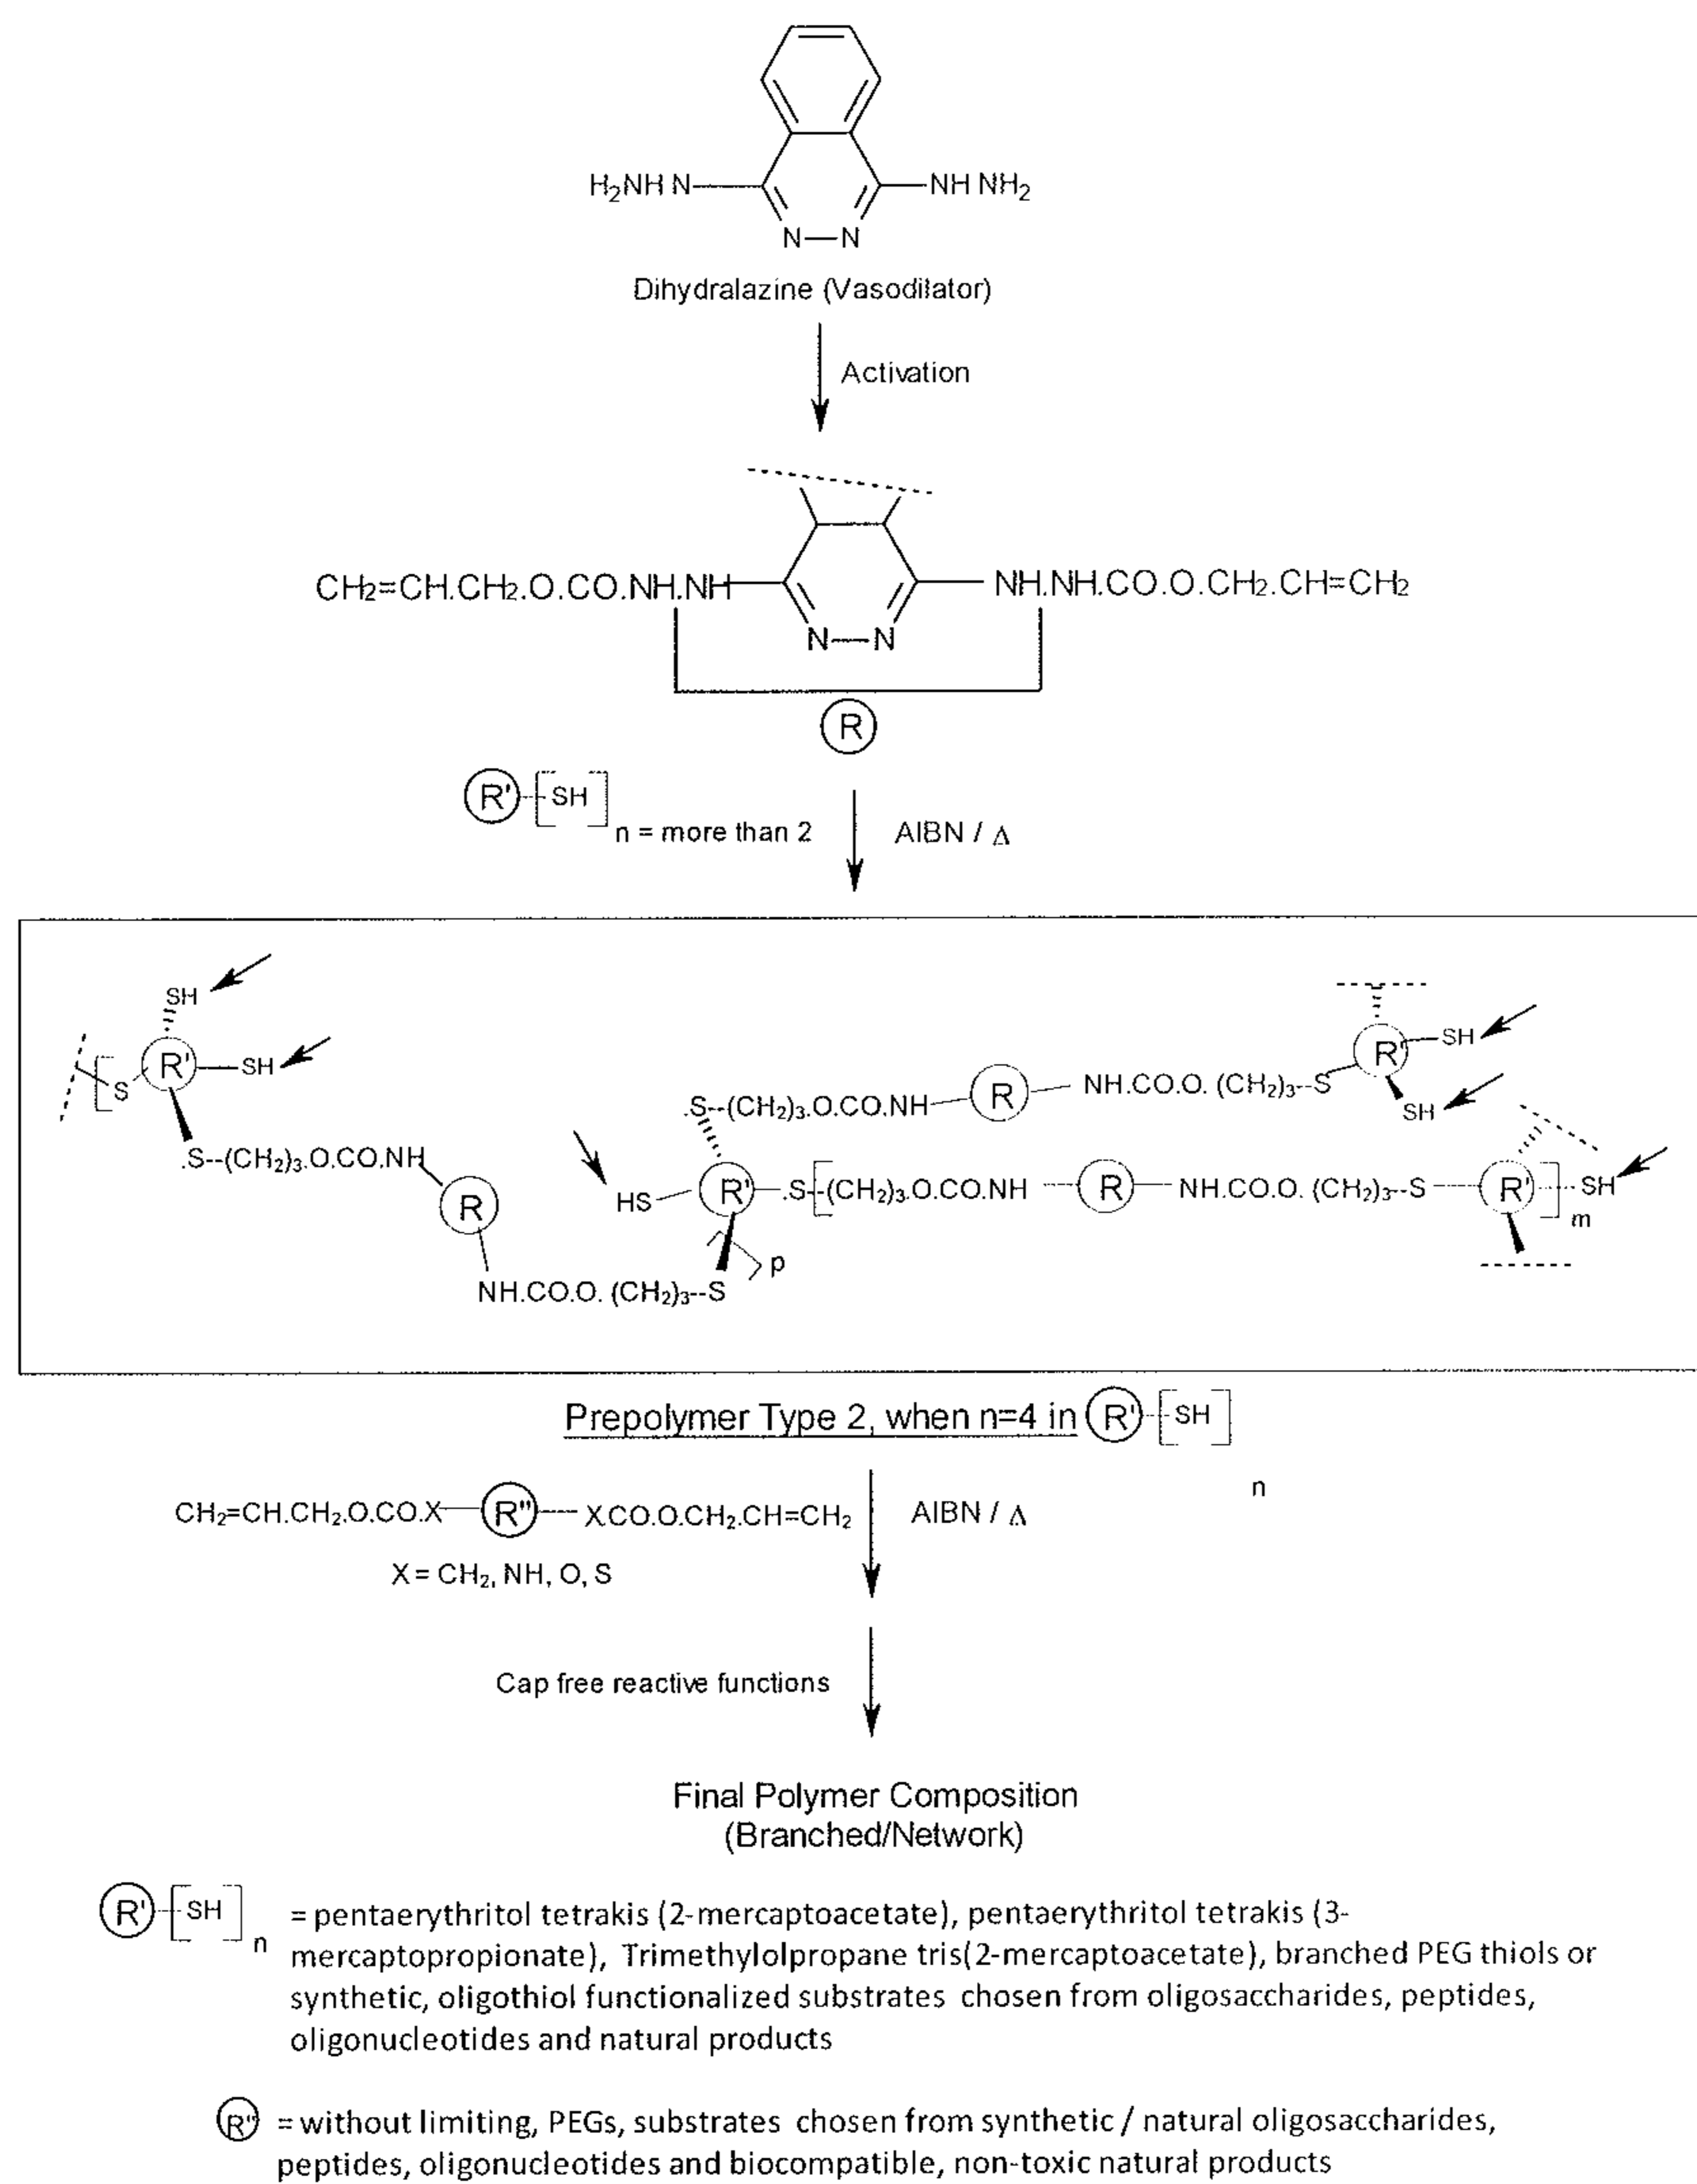 H₂NH N
NH NH₂
N—N
Dihydralazine (Vasodilator)
Activation
CH₂=CH.CH₂.O.CO.NH.NH
NH.NH.CO.O.CH₂.CH=CH₂
N—N
R
R' SH
n = more than 2
AIBN / Δ
SH
S R' SH
SH
R' SH
.S--(CH₂)₃.O.CO.NH R NH.CO.O. (CH₂)₃--S
SH
.S--(CH₂)₃.O.CO.NH
R
HS R' .S (CH₂)₃.O.CO.NH R NH.CO.O. (CH₂)₃--S R' SH
m
p
NH.CO.O. (CH₂)₃--S
Prepolymer Type 2, when n=4 in R' SH
n
CH₂=CH.CH₂.O.CO.X R" X.CO.O.CH₂.CH=CH₂
AIBN / Δ
X = CH₂, NH, O, S
Cap free reactive functions
Final Polymer Composition
(Branched/Network)
R' SH n = pentaerythritol tetrakis (2-mercaptoacetate), pentaerythritol tetrakis (3-
mercaptopropionate), Trimethylolpropane tris(2-mercaptoacetate), branched PEG thiols or
synthetic, oligothiol functionalized substrates chosen from oligosaccharides, peptides,
oligonucleotides and natural products
R" = without limiting, PEGs, substrates chosen from synthetic / natural oligosaccharides,
peptides, oligonucleotides and biocompatible, non-toxic natural products